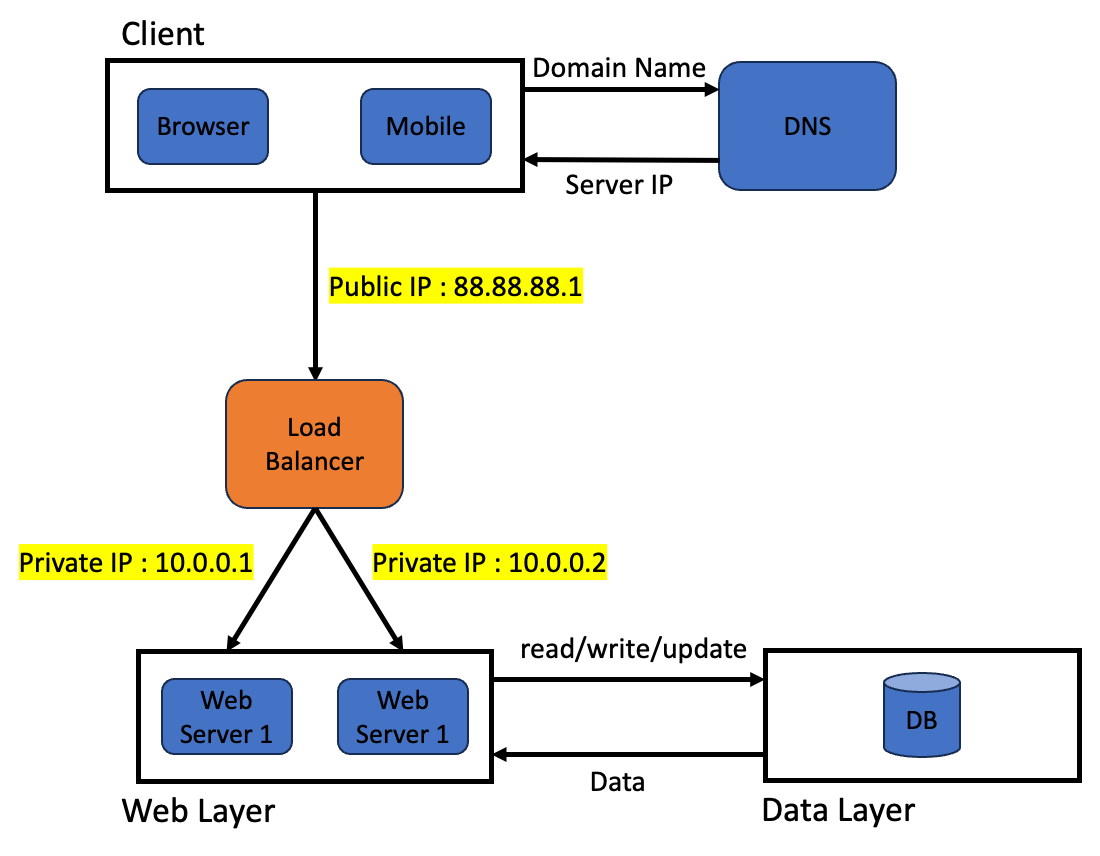 Client
Browser
Mobile
Domain Name
DNS
Server IP
Public IP : 88.88.88.1
Load
Balancer
Private IP : 10.0.0.1
Private IP : 10.0.0.2
Web
Server 1
Web
Server 1
read/write/update
DB
Data
Web Layer
Data Layer